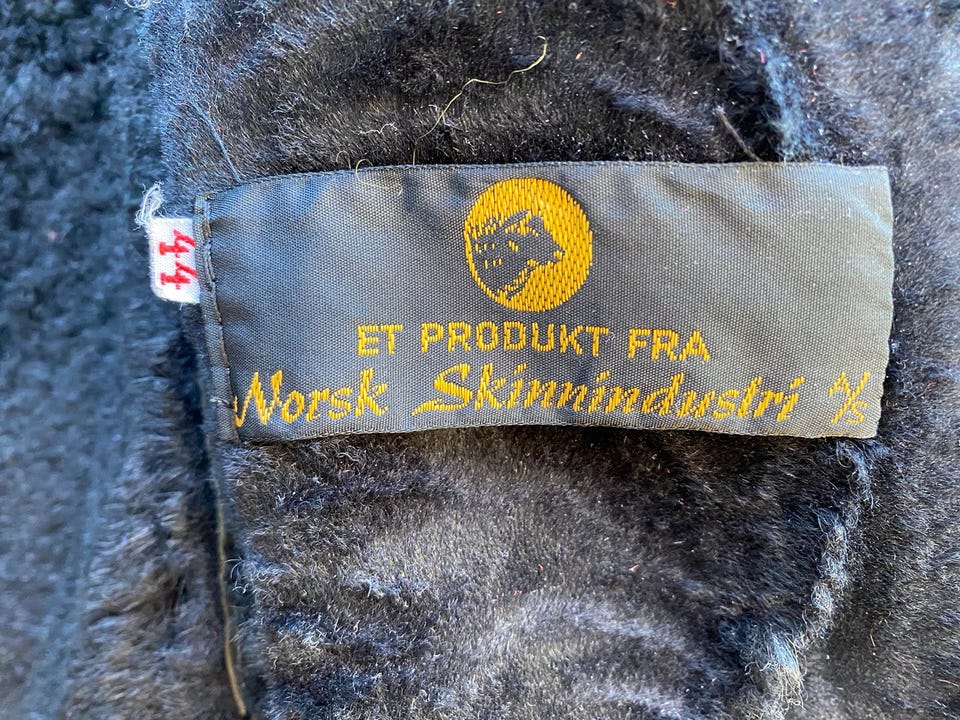 ET PRODUKT FRA
Norsk Skinnindustri A/S
44